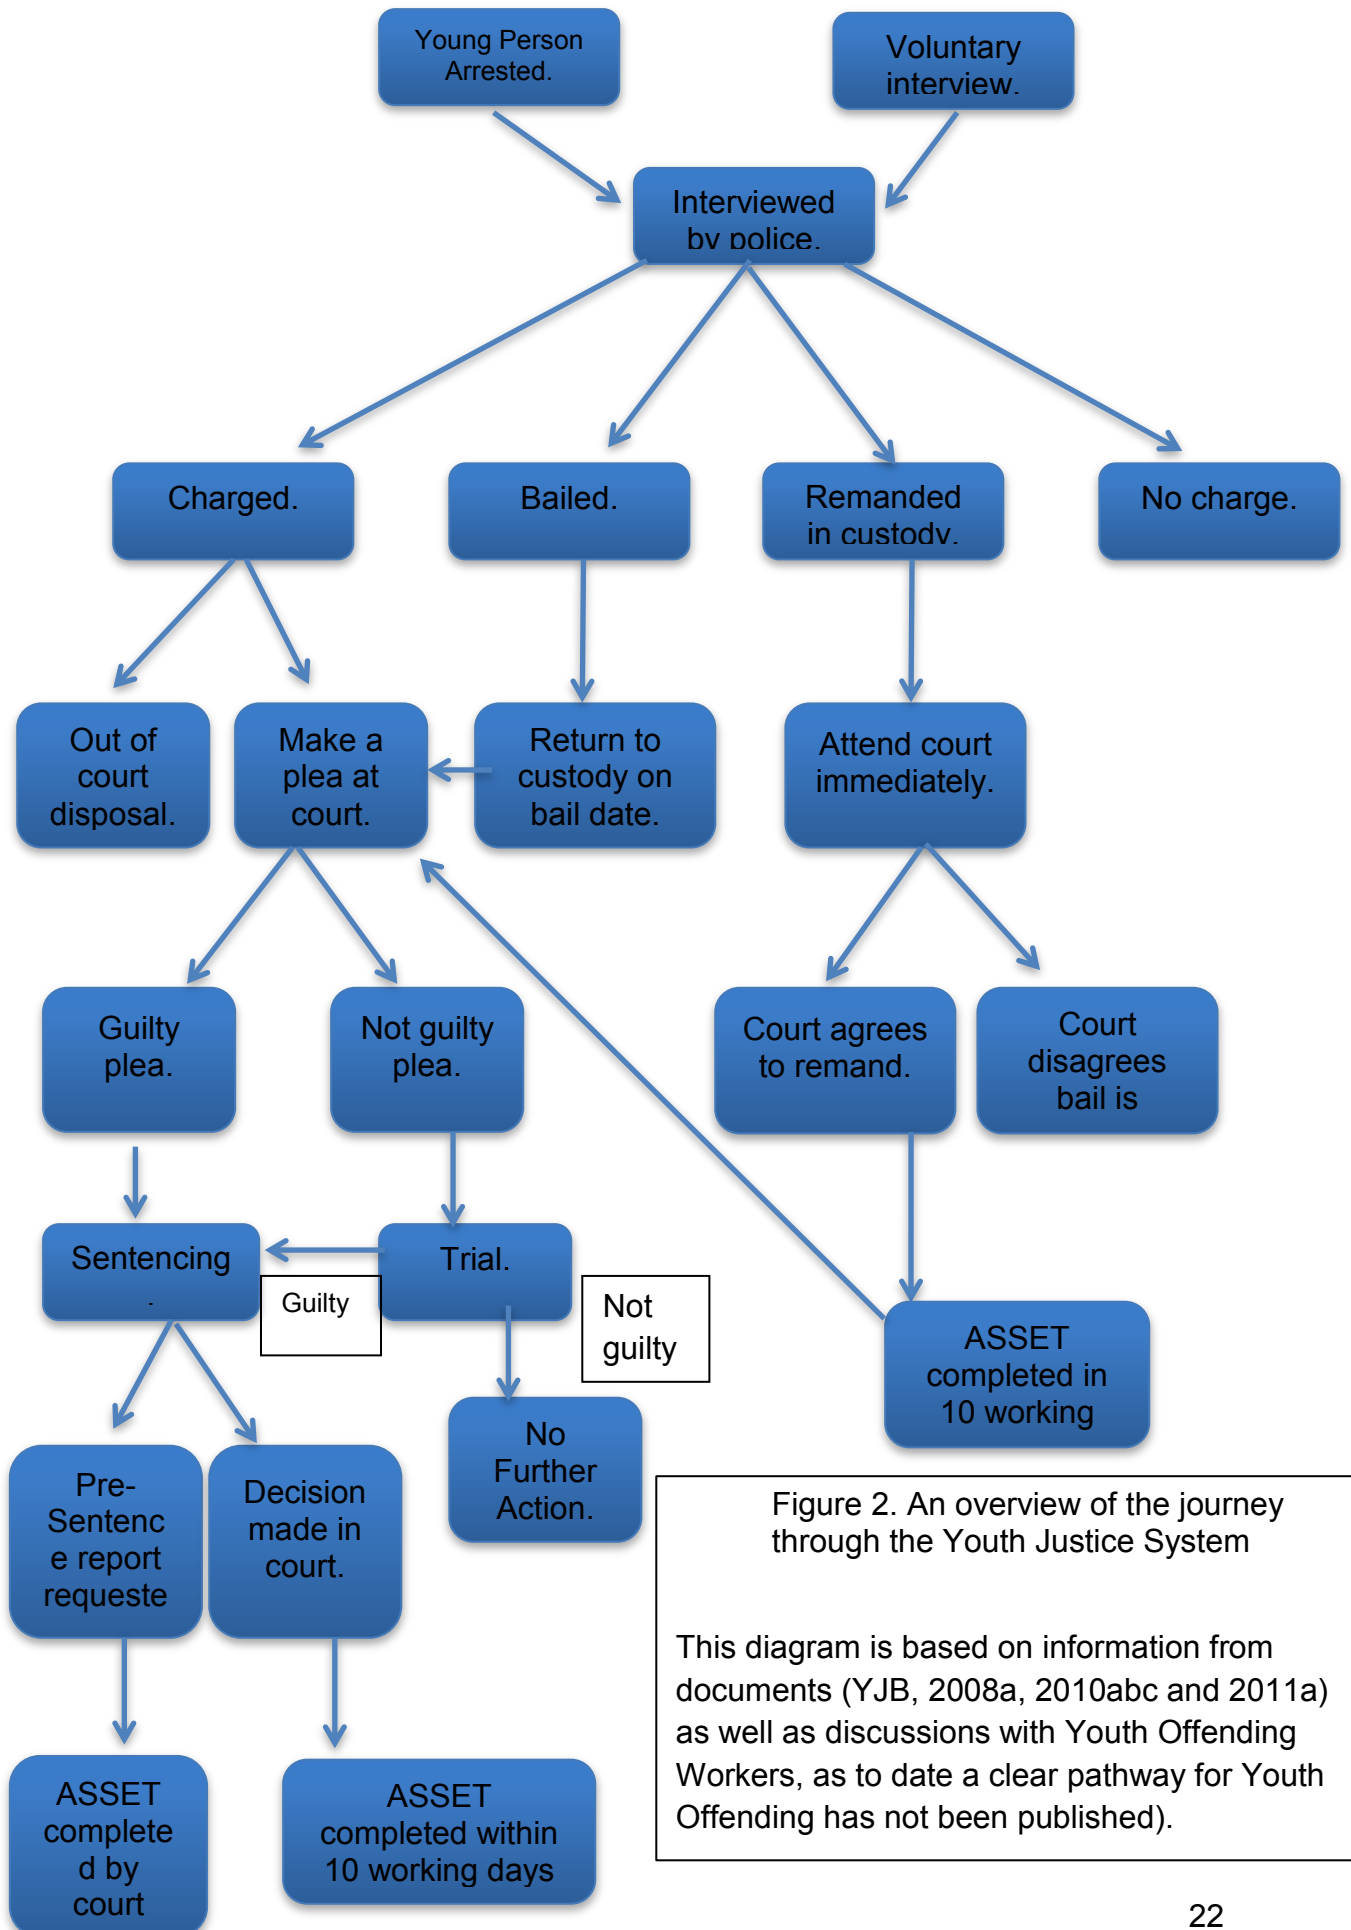 Young Person
Arrested.
Voluntary
interview.
Interviewed
by police.
Charged.
Bailed.
Remanded
in custody.
No charge.
Out of
court
disposal.
Make a
plea at
court.
Return to
custody on
bail date.
Attend court
immediately.
Guilty
plea.
Not guilty
plea.
Court agrees
to remand.
Court
disagrees
bail is
Sentencing
.
Guilty
Trial.
Not
guilty
ASSET
completed in
10 working
No
Further
Action.
Pre-
Sentenc
e report
requeste
Decision
made in
court.
Figure 2. An overview of the journey
through the Youth Justice System
This diagram is based on information from
documents (YJB, 2008a, 2010abc and 2011a)
as well as discussions with Youth Offending
Workers, as to date a clear pathway for Youth
Offending has not been published).
ASSET
complete
d by
court
ASSET
completed within
10 working days
22